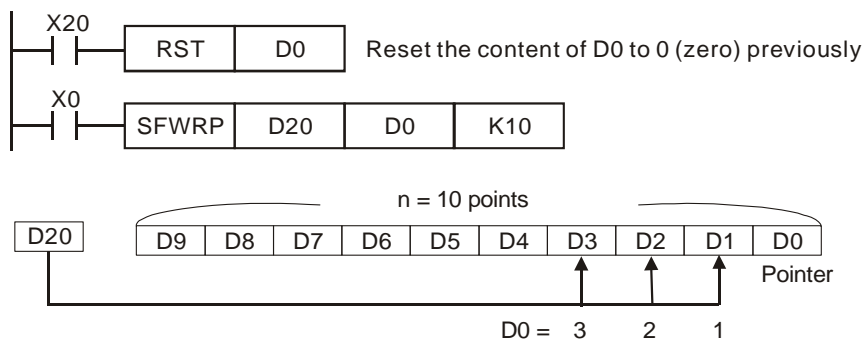 X20
RST D0 Reset the content of D0 to 0 (zero) previously
X0
SFWRP D20 D0 K10
n = 10 points
D20 D9 D8 D7 D6 D5 D4 D3 D2 D1 D0
Pointer
D0 = 3 2 1